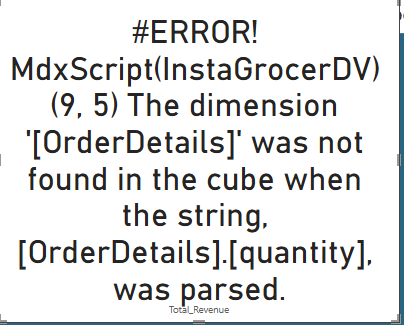 #ERROR!
MdxScript(InstaGrocerDV)
(9, 5) The dimension
'[OrderDetails]' was not
found in the cube when
the string,
[OrderDetails].[quantity],
was parsed.
Total_Revenue